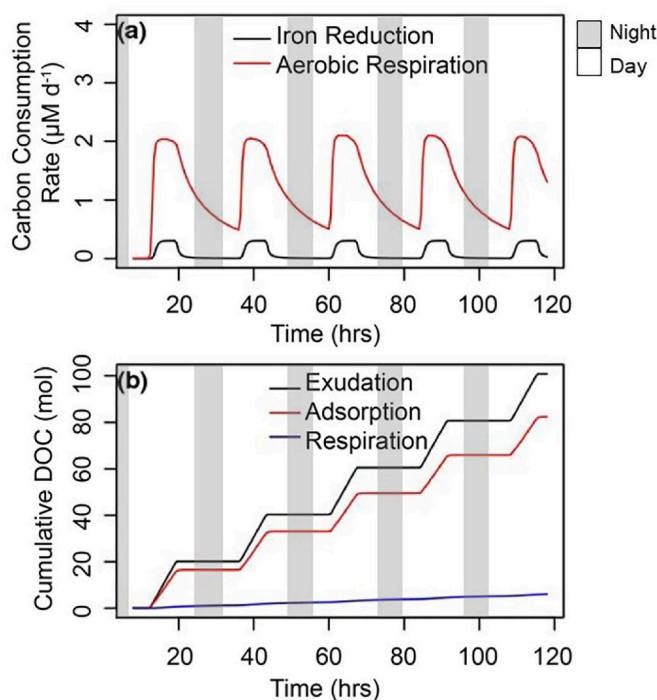 (a)
Iron Reduction
Aerobic Respiration
Night
Day
Carbon Consumption
Rate (µM d⁻¹)
4
3
2
1
0
20 40 60 80 100 120
Time (hrs)
(b)
Exudation
Adsorption
Respiration
Cumulative DOC (mol)
100
80
60
40
20
0
20 40 60 80 100 120
Time (hrs)